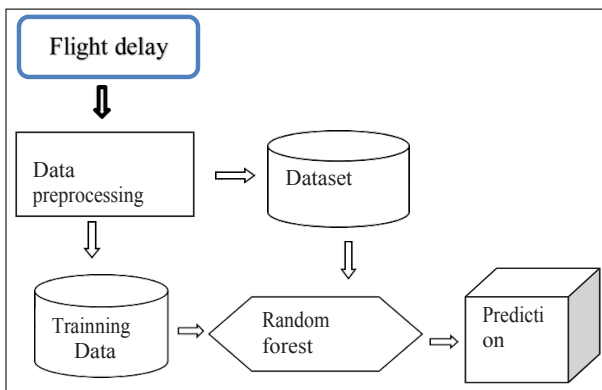 Flight delay
Data
preprocessing
Dataset
Trainning
Data
Random
forest
Predicti
on